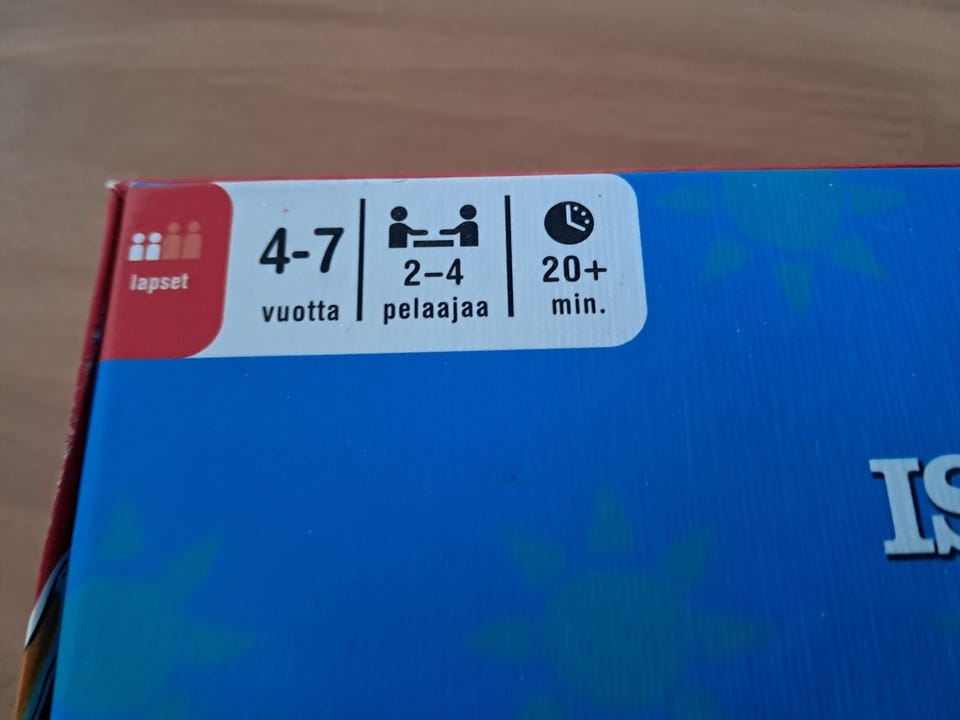 lapset
4-7
vuotta
2–4
pelaajaa
20+
min.